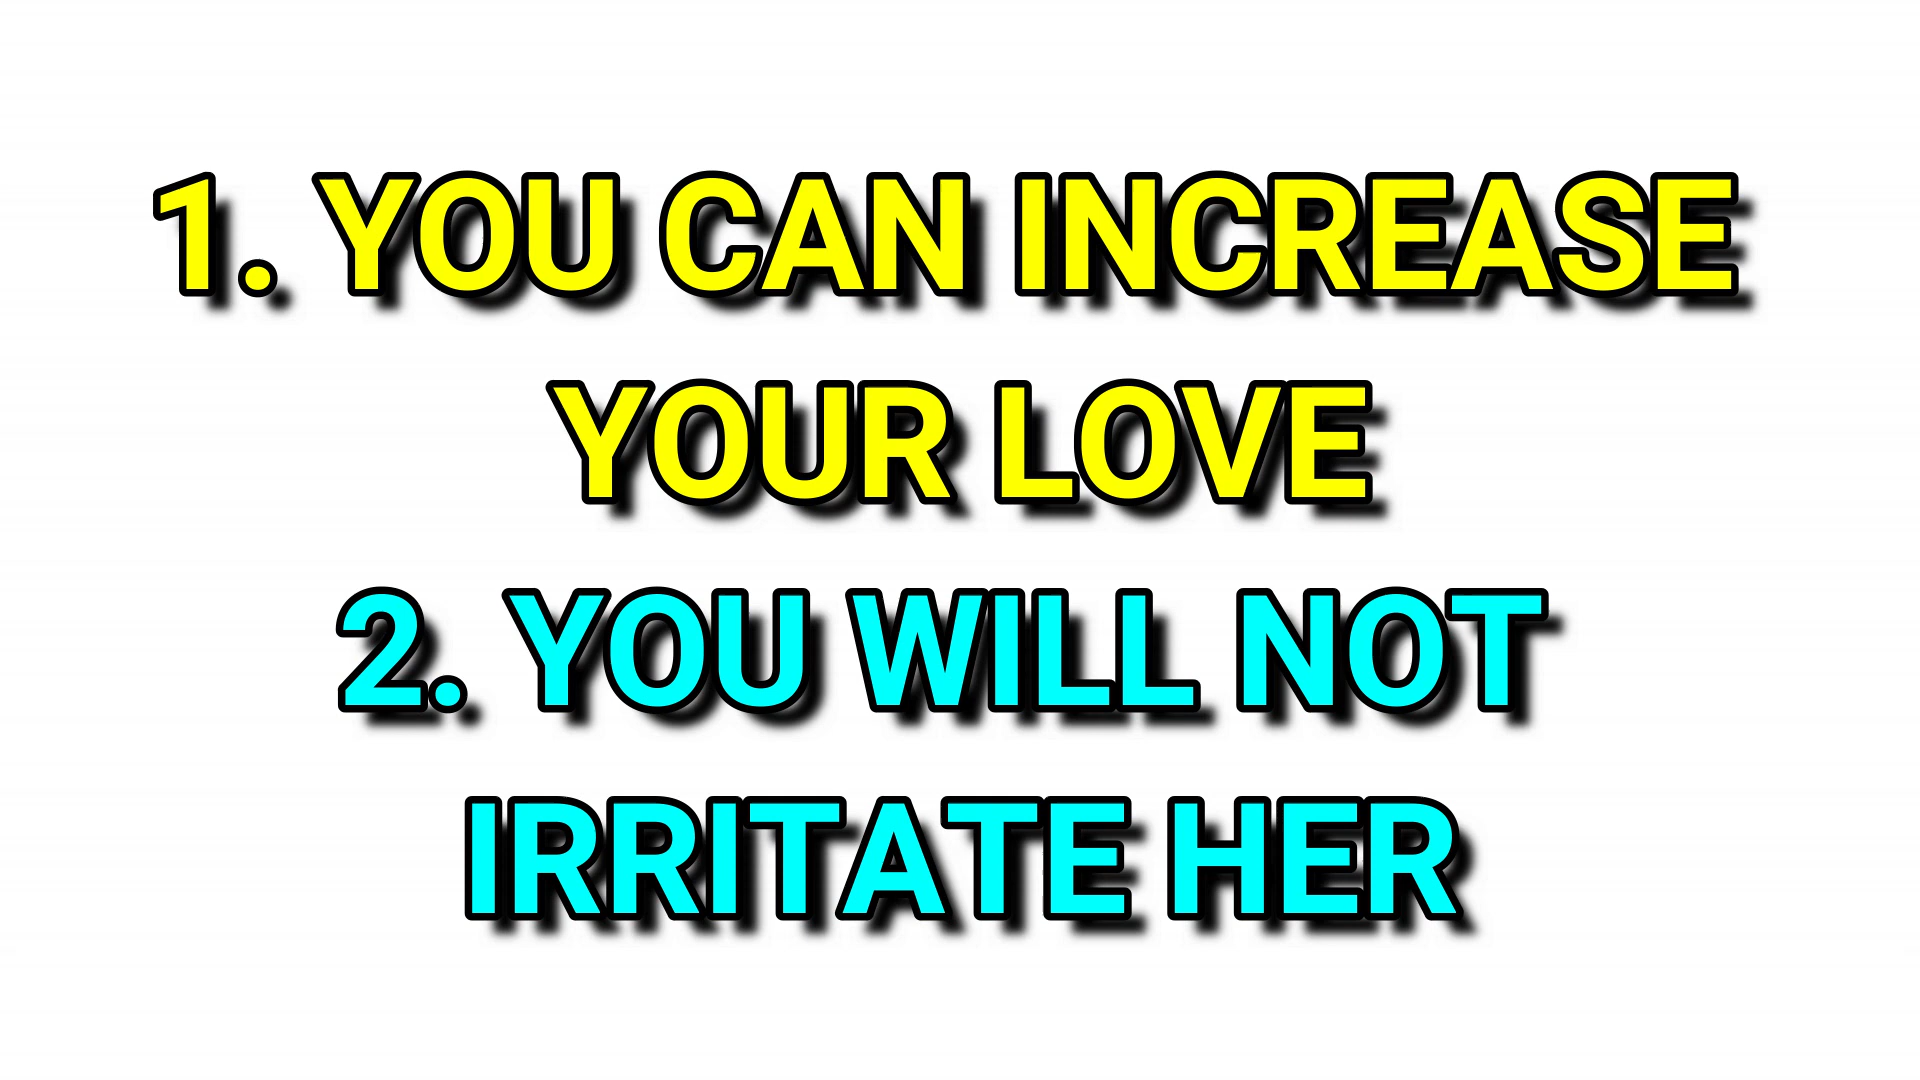 1. YOU CAN INCREASE
YOUR LOVE
2. YOU WILL NOT
IRRITATE HER